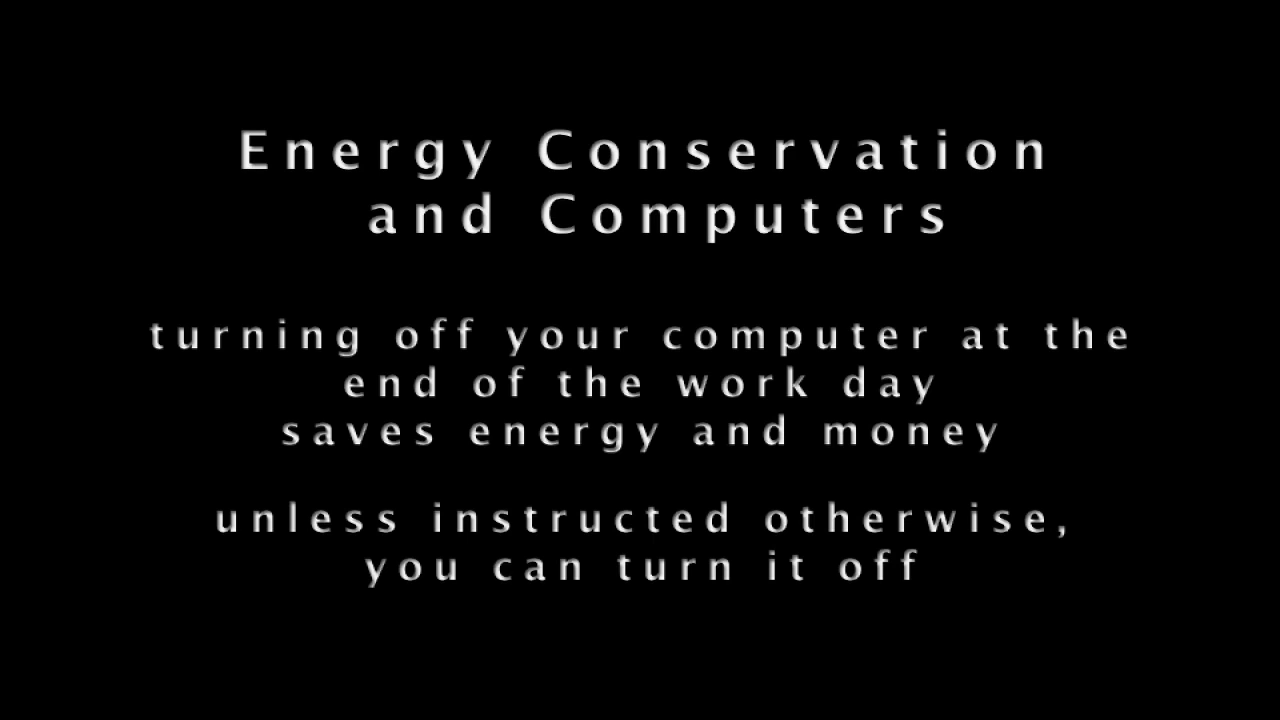 Energy Conservation
and Computers
turning off your computer at the
end of the work day
saves energy and money
unless instructed otherwise,
you can turn it off